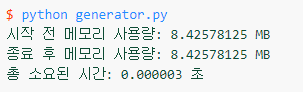 $ python generator.py
시작 전 메모리 사용량: 8.42578125 MB
종료 후 메모리 사용량: 8.42578125 MB
총 소요된 시간: 0.000003 초